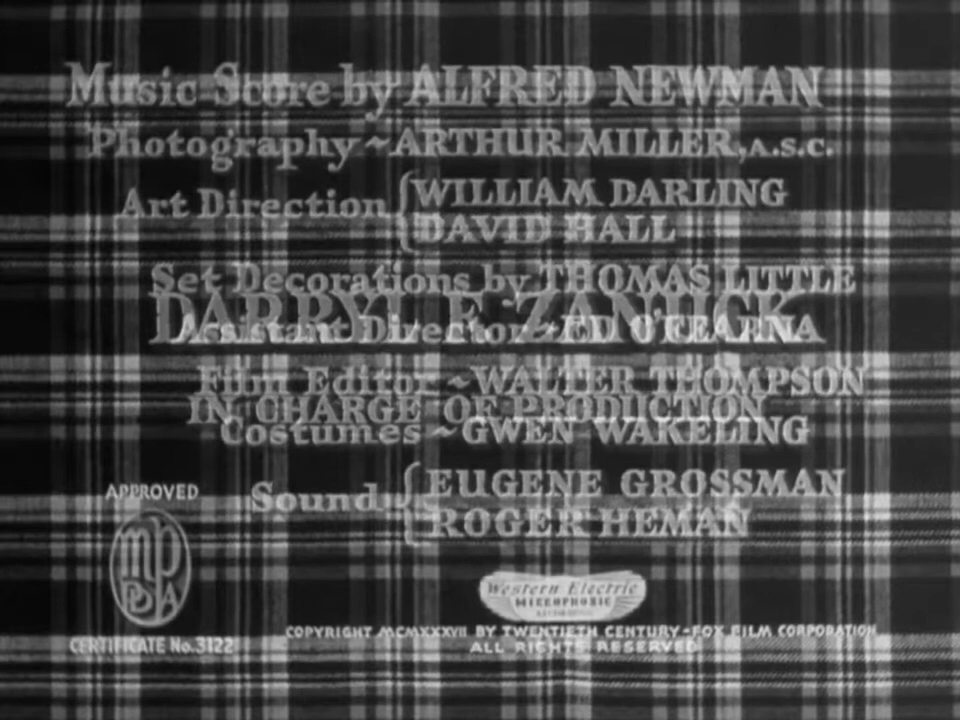 Music Score by ALFRED NEWMAN
Photography ~ ARTHUR MILLER, A.S.C.
Art Direction { WILLIAM DARLING
DAVID HALL
Set Decorations by THOMAS LITTLE
DARRYL F. ZANUCK
Assistant Director ~ ED O'FEARNA
Film Editor ~ WALTER THOMPSON
IN CHARGE OF PRODUCTION
Costumes ~ GWEN WAKELING
Sound { EUGENE GROSSMAN
ROGER HEMAN
APPROVED
MPPDA
CERTIFICATE No. 3122
Western Electric
MICROPHONIC
COPYRIGHT MCMXXXVII BY TWENTIETH CENTURY-FOX FILM CORPORATION
ALL RIGHTS RESERVED